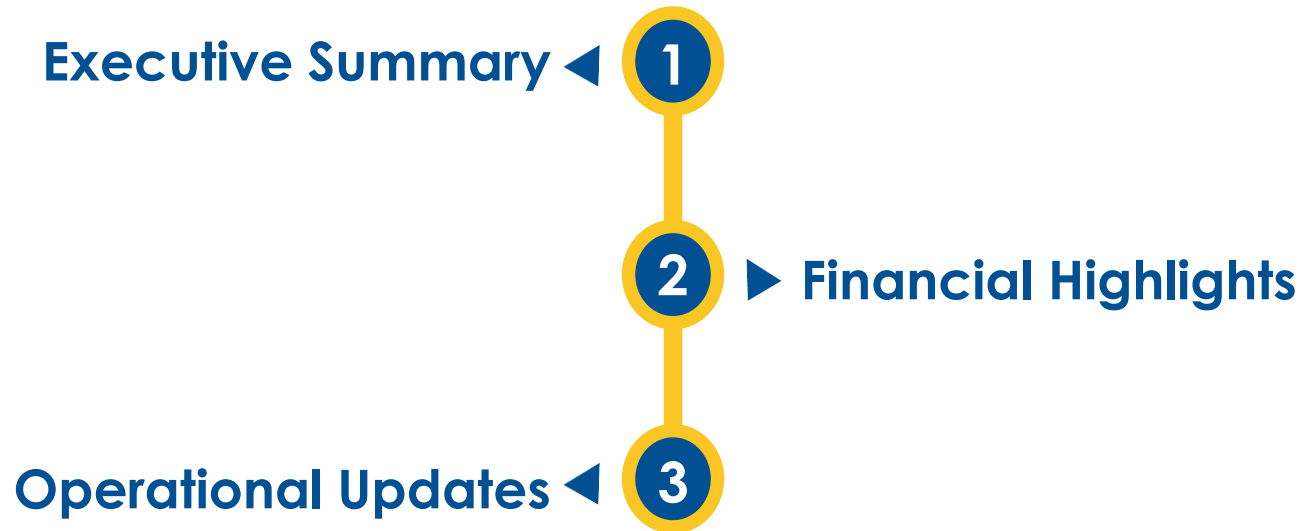 Executive Summary 1
2 Financial Highlights
Operational Updates 3